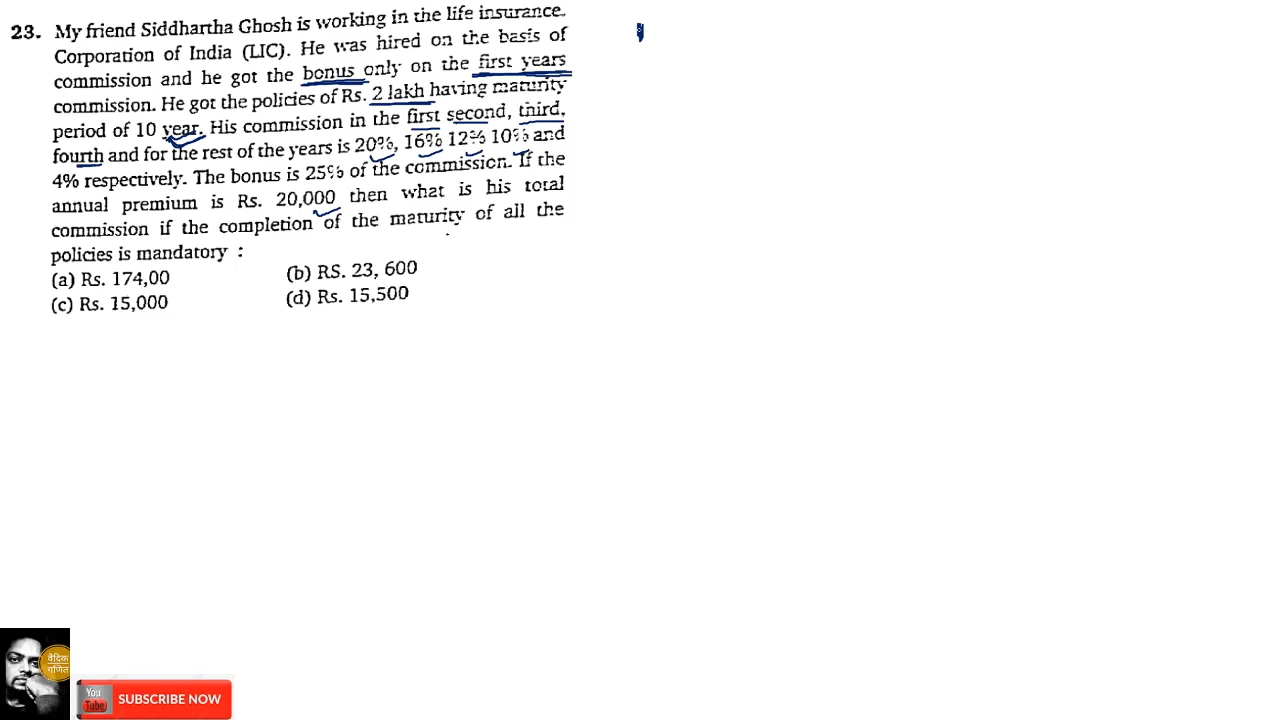 23. My friend Siddhartha Ghosh is working in the life insurance.
Corporation of India (LIC). He was hired on the basis of
commission and he got the bonus only on the first years
commission. He got the policies of Rs. 2 lakh having maturity
period of 10 year. His commission in the first second, third,
fourth and for the rest of the years is 20%, 16% 12% 10% and
4% respectively. The bonus is 25% of the commission. If the
annual premium is Rs. 20,000 then what is his total
commission if the completion of the maturity of all the
policies is mandatory :
(a) Rs. 174,00 (b) RS. 23, 600
(c) Rs. 15,000 (d) Rs. 15,500
वैदिक
गणित
You
Tube
SUBSCRIBE NOW